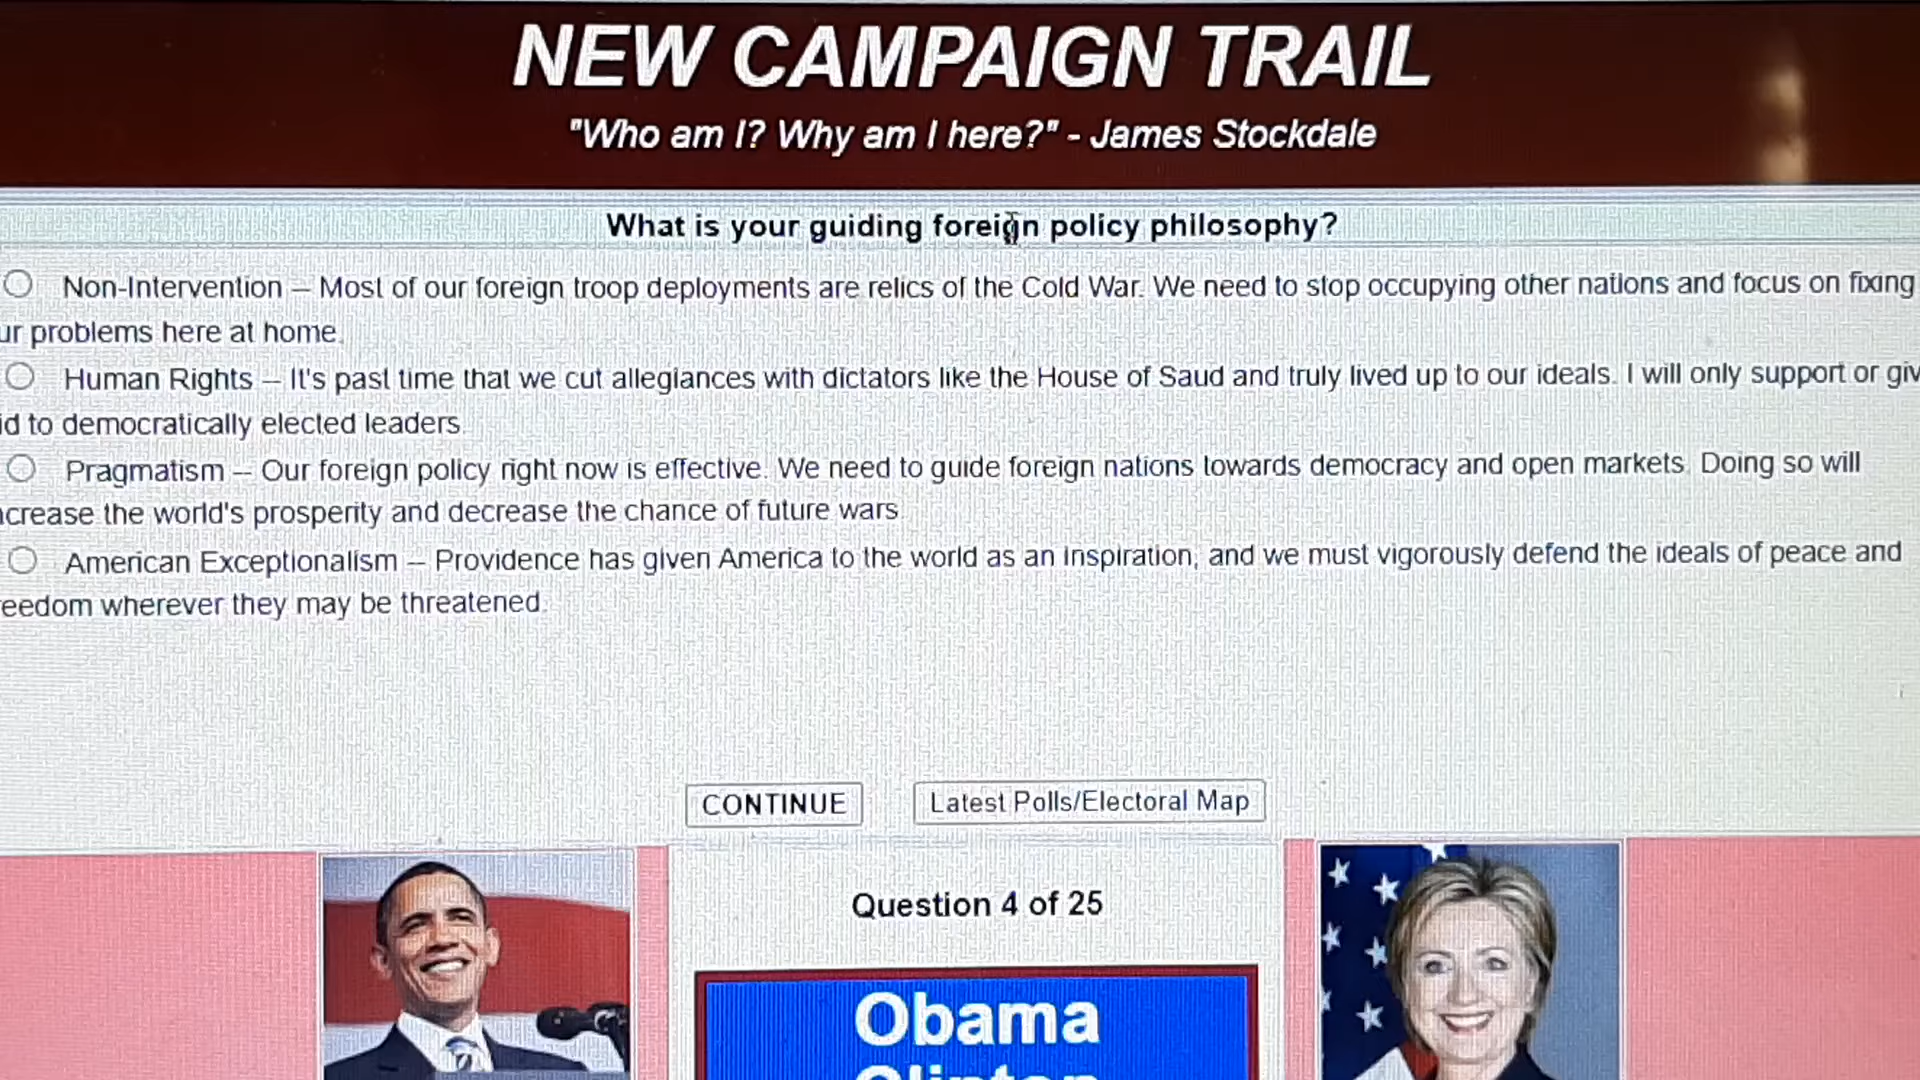 NEW CAMPAIGN TRAIL
"Who am I? Why am I here?" - James Stockdale
What is your guiding foreign policy philosophy?
Non-Intervention -- Most of our foreign troop deployments are relics of the Cold War. We need to stop occupying other nations and focus on fixing
ur problems here at home.
Human Rights -- It's past time that we cut allegiances with dictators like the House of Saud and truly lived up to our ideals. I will only support or giv
id to democratically elected leaders.
Pragmatism -- Our foreign policy right now is effective. We need to guide foreign nations towards democracy and open markets. Doing so will
ncrease the world's prosperity and decrease the chance of future wars.
American Exceptionalism -- Providence has given America to the world as an inspiration, and we must vigorously defend the ideals of peace and
eedom wherever they may be threatened.
CONTINUE Latest Polls/Electoral Map
Question 4 of 25
Obama
Clinton